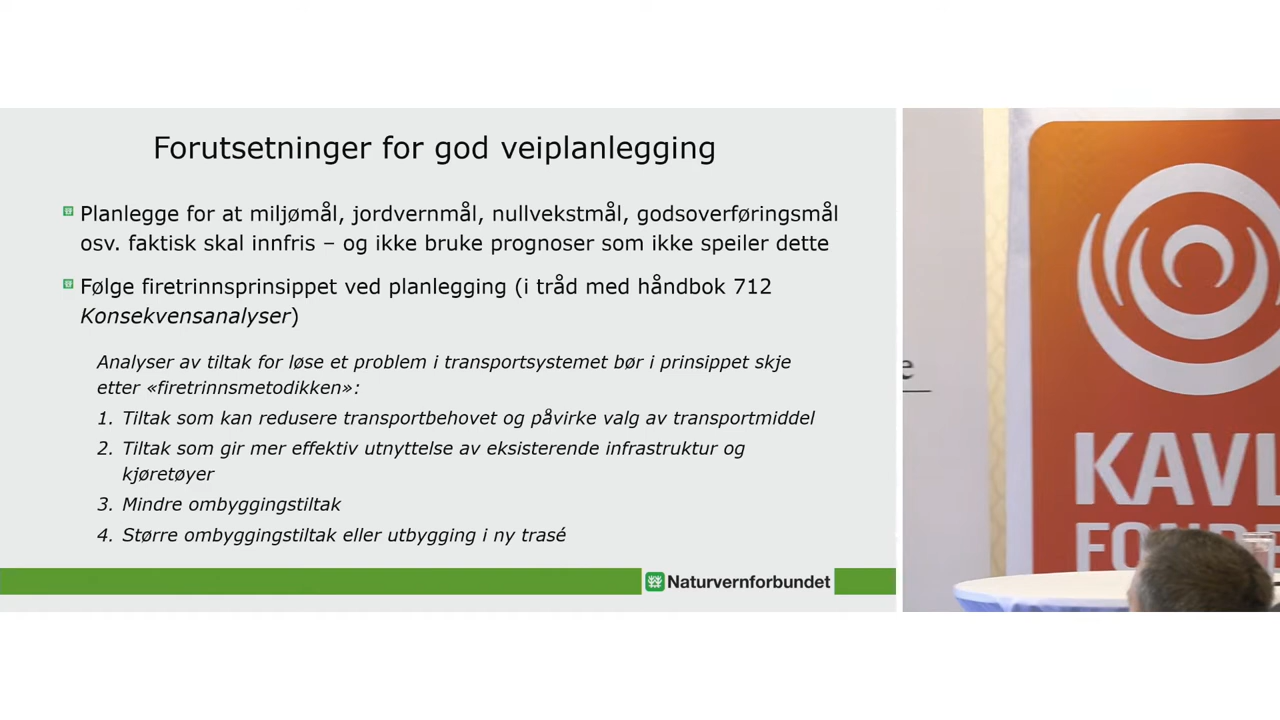 Forutsetninger for god veiplanlegging
Planlegge for at miljømål, jordvernmål, nullvekstmål, godsoverføringsmål
osv. faktisk skal innfris – og ikke bruke prognoser som ikke speiler dette
Følge firetrinnsprinsippet ved planlegging (i tråd med håndbok 712
Konsekvensanalyser)
Analyser av tiltak for løse et problem i transportsystemet bør i prinsippet skje
etter «firetrinnsmetodikken»:
1. Tiltak som kan redusere transportbehovet og påvirke valg av transportmiddel
2. Tiltak som gir mer effektiv utnyttelse av eksisterende infrastruktur og
kjøretøyer
3. Mindre ombyggingstiltak
4. Større ombyggingstiltak eller utbygging i ny trasé
Naturvernforbundet
e
KAVL